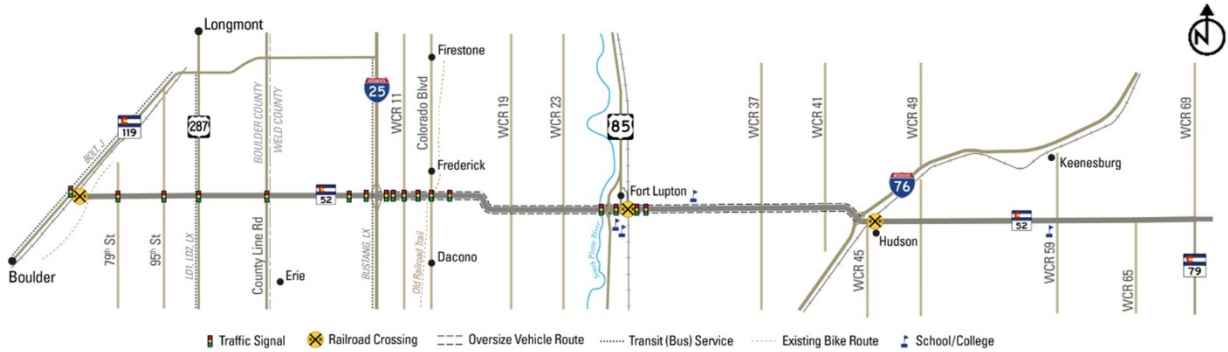 Longmont
N
Firestone
INTERSTATE
25
WCR 11
Colorado Blvd
WCR 19
WCR 23
85
WCR 37
WCR 41
WCR 49
WCR 69
119
BOLT, J
287
BOULDER COUNTY
WELD COUNTY
Frederick
Keenesburg
76
Fort Lupton
52
52
Hudson
Boulder
79th St
95th St
LD1, LD2, LX
County Line Rd
Erie
BUSTANG, LX
Old Railroad Trail
Dacono
South Platte River
WCR 45
WCR 59
WCR 65
79
Traffic Signal
Railroad Crossing
Oversize Vehicle Route
Transit (Bus) Service
Existing Bike Route
School/College